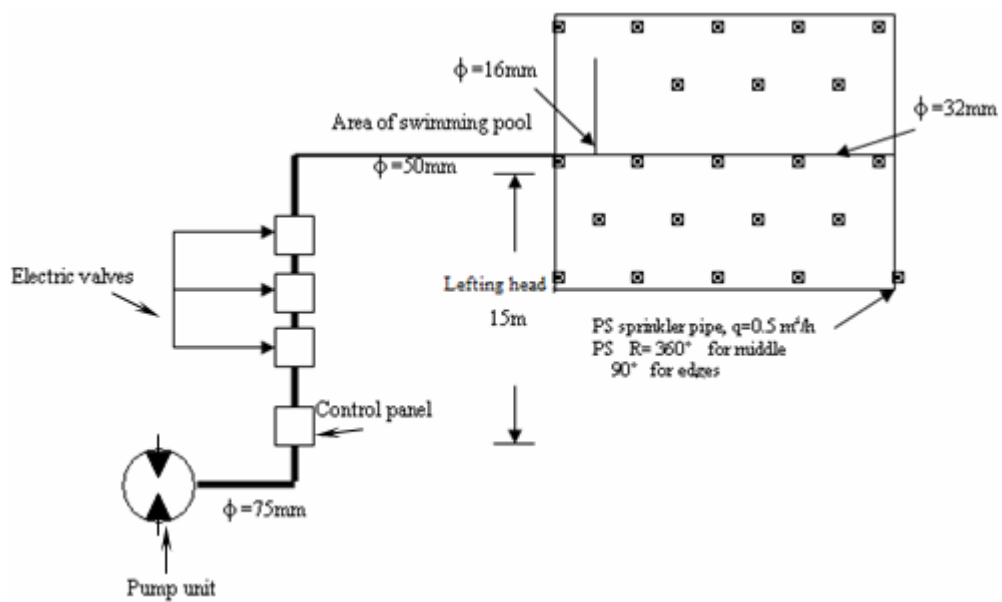 ϕ=16mm
ϕ=32mm
Area of swimming pool
ϕ=50mm
Electric valves
Lefting head
15m
PS sprinkler pipe, q=0.5 m³/h
PS R= 360° for middle
90° for edges
Control panel
ϕ=75mm
Pump unit